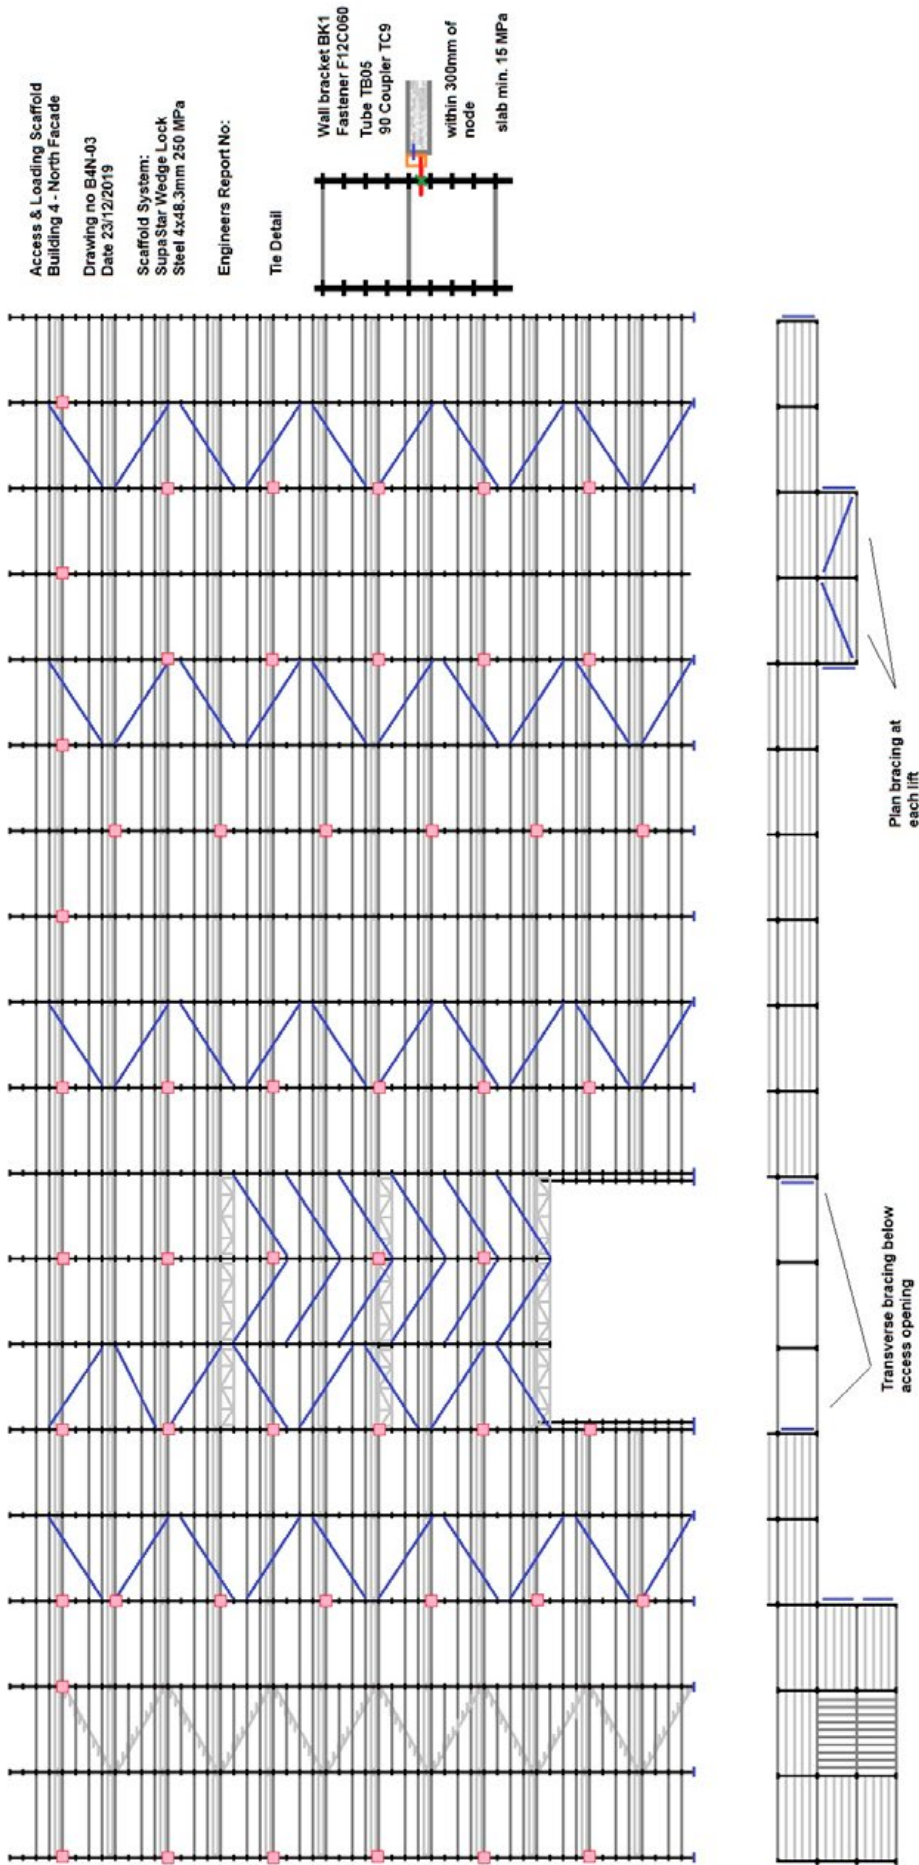 Access & Loading Scaffold
Building 4 - North Facade
Drawing no B4N-03
Date 23/12/2019
Scaffold System:
SupaStar Wedge Lock
Steel 4x48.3mm 250 MPa
Engineers Report No:
Tie Detail
Wall bracket BK1
Fastener F12C060
Tube TB05
90 Coupler TC9
within 300mm of
node
slab min. 15 MPa
Transverse bracing below
access opening
Plan bracing at
each lift